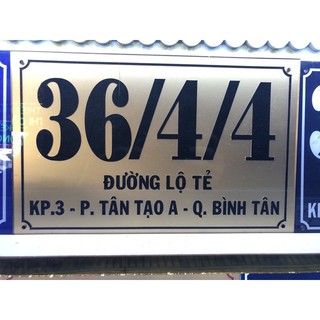 36/4/4
ĐƯỜNG LỘ TẺ
KP.3 - P. TÂN TẠO A - Q. BÌNH TÂN